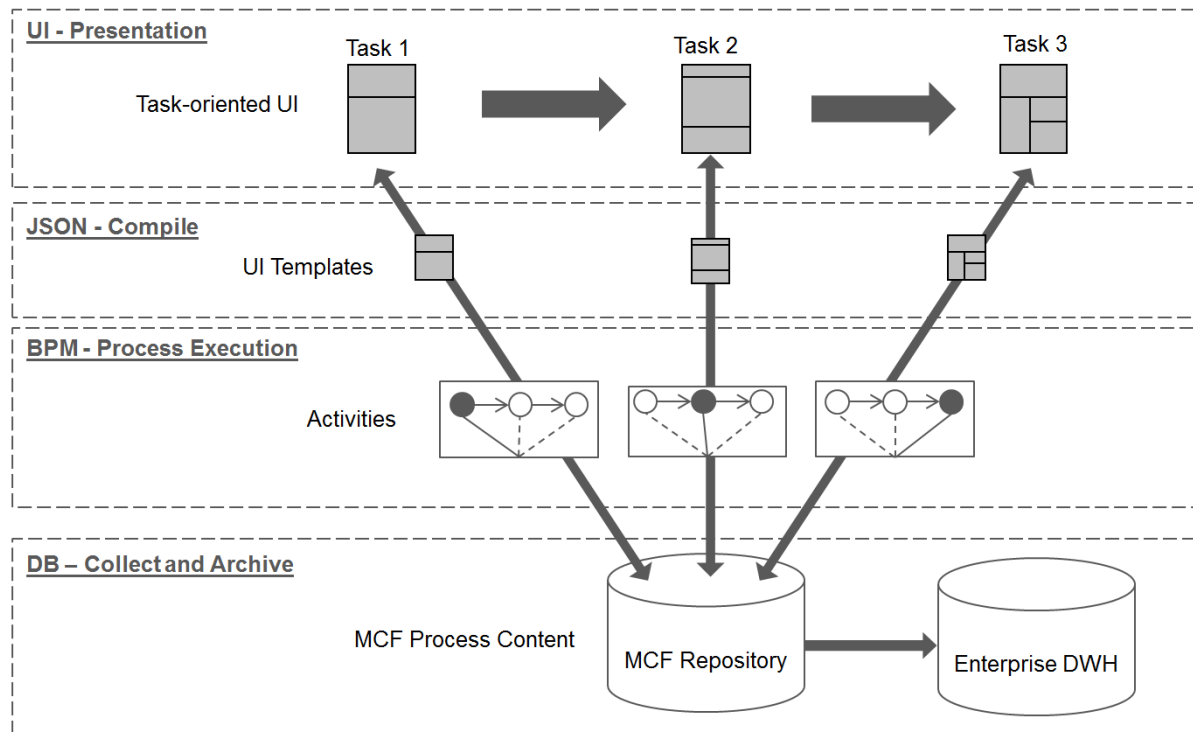 UI - Presentation
Task 1
Task 2
Task 3
Task-oriented UI
JSON - Compile
UI Templates
BPM - Process Execution
Activities
DB – Collect and Archive
MCF Process Content
MCF Repository
Enterprise DWH